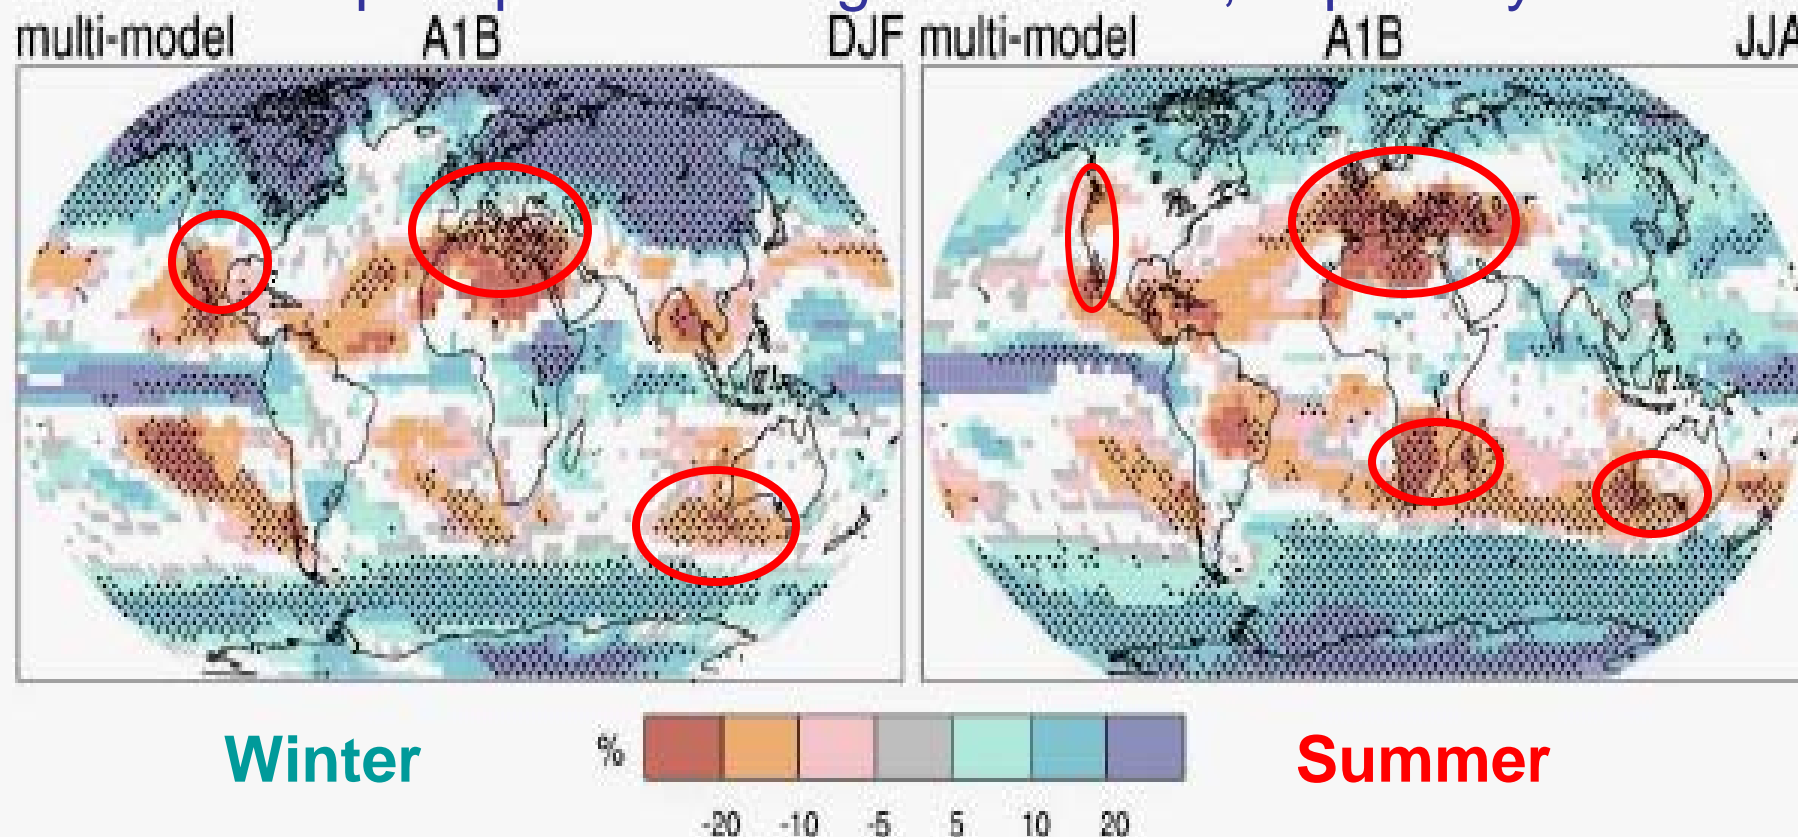 multi-model A1B DJF
multi-model A1B JJA
Winter
%
Summer
-20 -10 -5 5 10 20